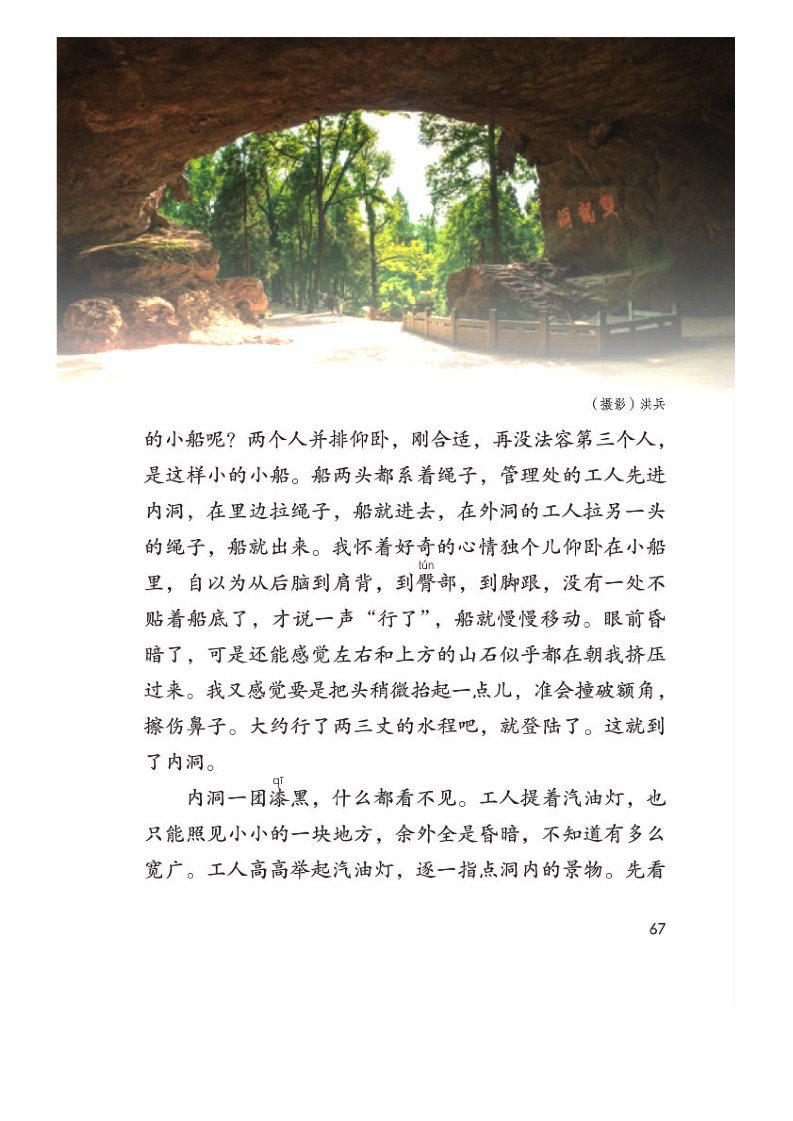 雙龍洞
（摄影）洪兵
的小船呢？两个人并排仰卧，刚合适，再没法容第三个人，
是这样小的小船。船两头都系着绳子，管理处的工人先进
内洞，在里边拉绳子，船就进去，在外洞的工人拉另一头
的绳子，船就出来。我怀着好奇的心情独个儿仰卧在小船
tún
里，自以为从后脑到肩背，到臀部，到脚跟，没有一处不
贴着船底了，才说一声“行了”，船就慢慢移动。眼前昏
暗了，可是还能感觉左右和上方的山石似乎都在朝我挤压
过来。我又感觉要是把头稍微抬起一点儿，准会撞破额角，
擦伤鼻子。大约行了两三丈的水程吧，就登陆了。这就到
了内洞。
qī
内洞一团漆黑，什么都看不见。工人提着汽油灯，也
只能照见小小的一块地方，余外全是昏暗，不知道有多么
宽广。工人高高举起汽油灯，逐一指点洞内的景物。先看
67